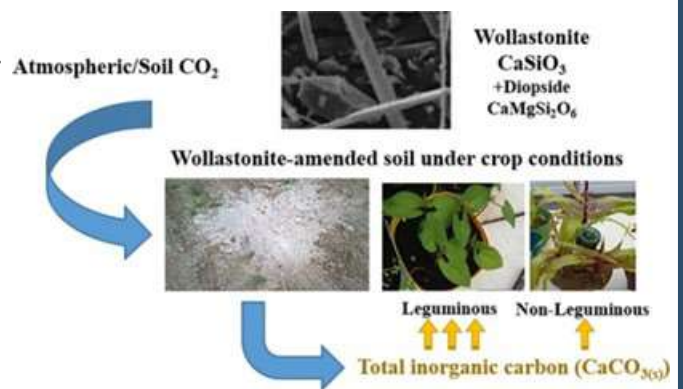 Wollastonite
CaSiO₃
+Diopside
CaMgSi₂O₆
Atmospheric/Soil CO₂
Wollastonite-amended soil under crop conditions
Leguminous
Non-Leguminous
Total inorganic carbon (CaCO₃₍ₛ₎)